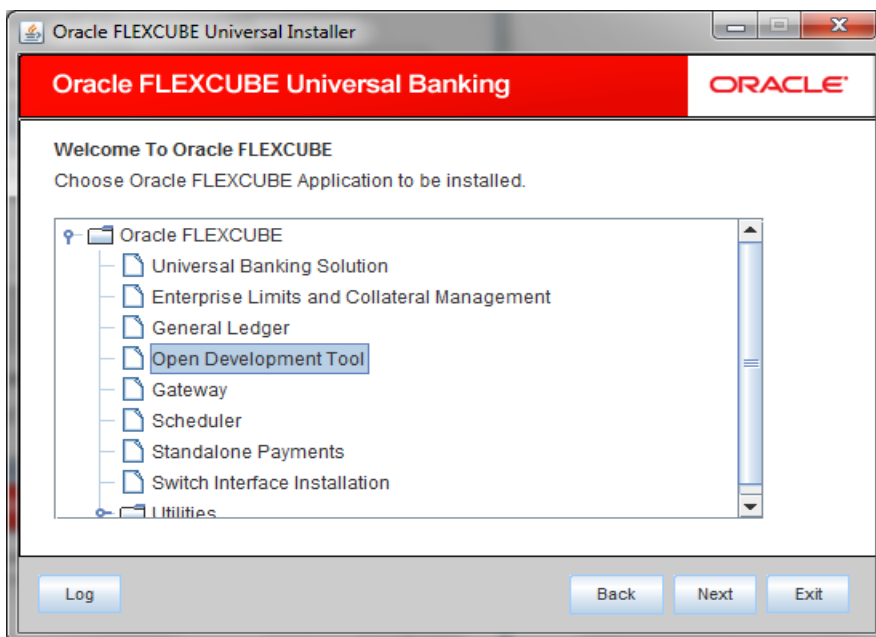 Oracle FLEXCUBE Universal Installer
Oracle FLEXCUBE Universal Banking
ORACLE
Welcome To Oracle FLEXCUBE
Choose Oracle FLEXCUBE Application to be installed.
Oracle FLEXCUBE
Universal Banking Solution
Enterprise Limits and Collateral Management
General Ledger
Open Development Tool
Gateway
Scheduler
Standalone Payments
Switch Interface Installation
Utilities
Log Back Next Exit